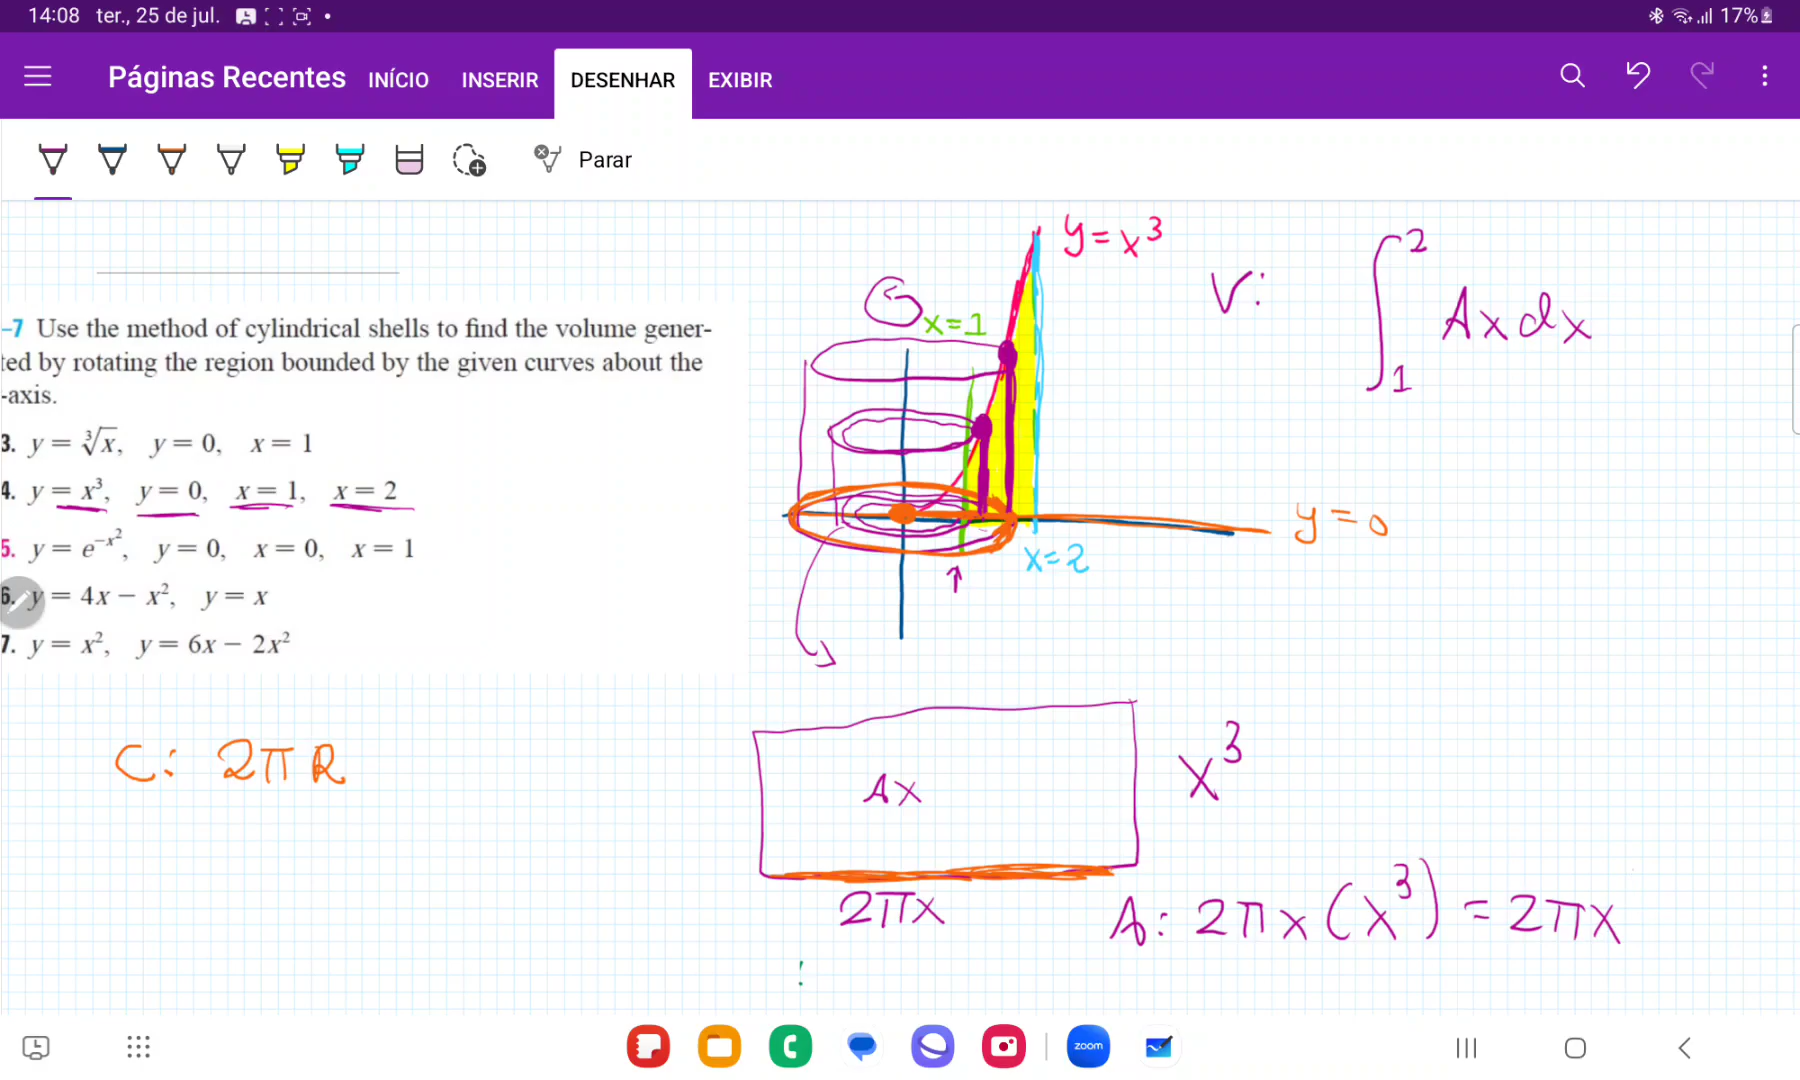 14:08 ter., 25 de jul. 17%
Páginas Recentes INÍCIO INSERIR DESENHAR EXIBIR
Parar
-7 Use the method of cylindrical shells to find the volume gener-
ted by rotating the region bounded by the given curves about the
-axis.
3. y = ∛x, y = 0, x = 1
4. y = x³, y = 0, x = 1, x = 2
5. y = e^{-x²}, y = 0, x = 0, x = 1
6. y = 4x − x², y = x
7. y = x², y = 6x − 2x²
y = x³
x = 1
y = 0
x = 2
V: ∫₁² Ax dx
C: 2πR
Ax
x³
2πx
A: 2πx (x³) = 2πx
zoom